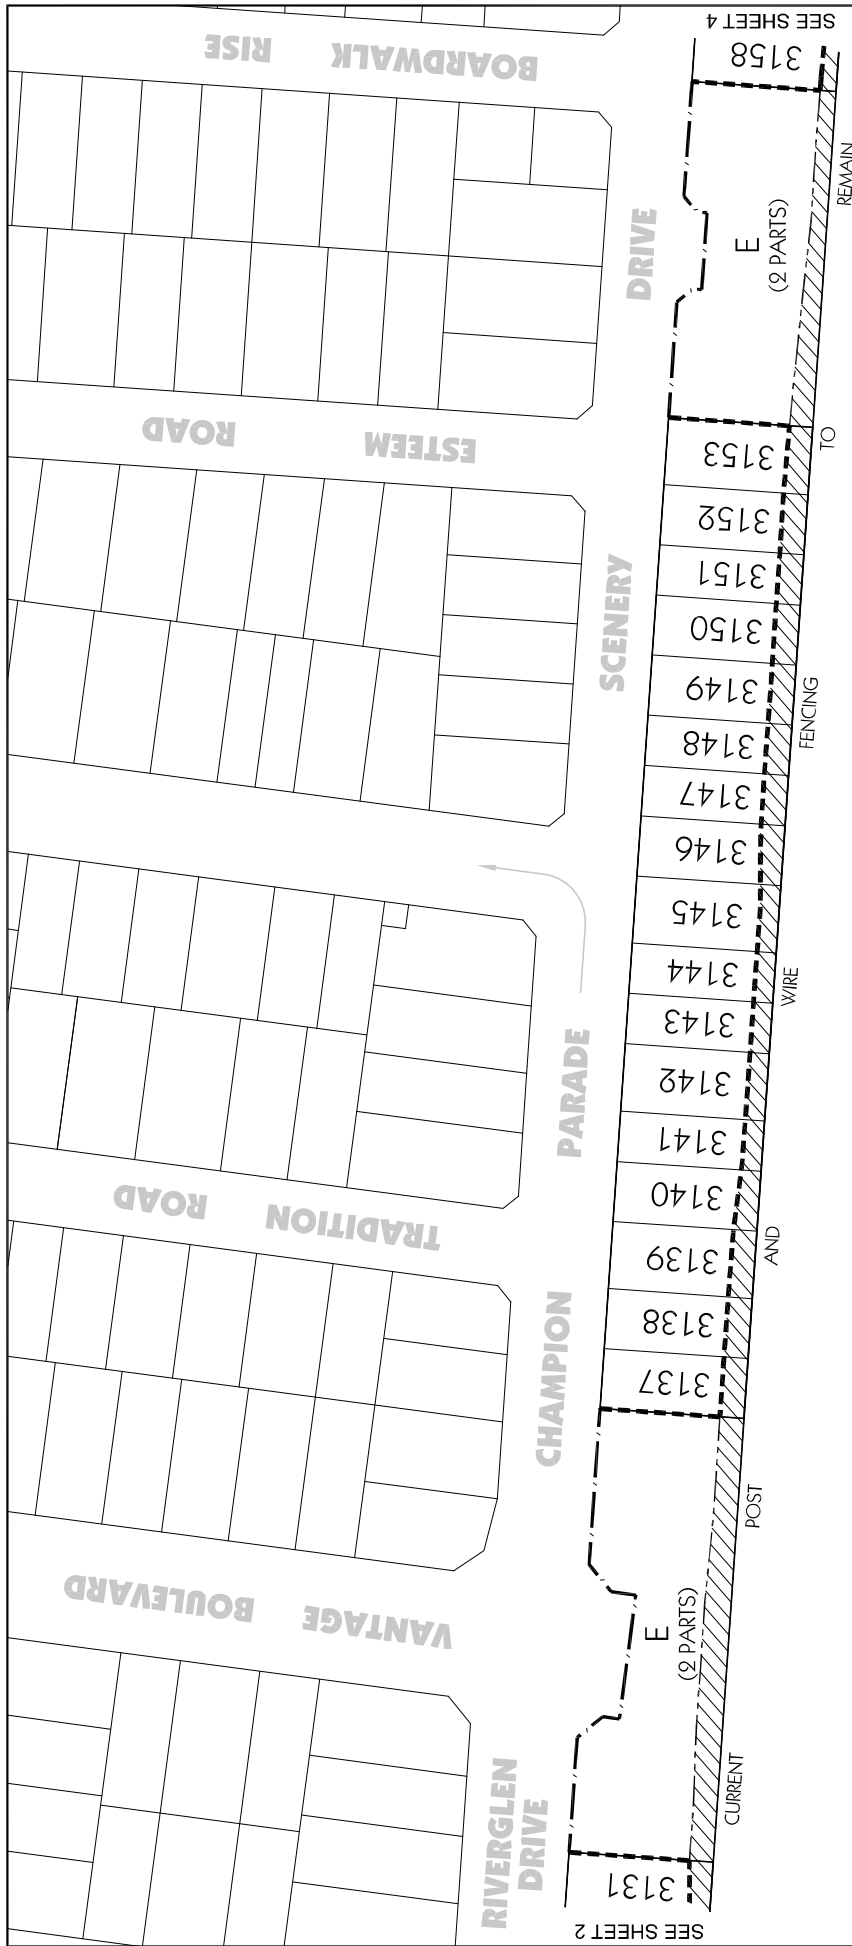 SEE SHEET 4
3158
BOARDWALK RISE
REMAIN
DRIVE
E
(2 PARTS)
ESTEEM ROAD
TO
3153
3152
3151
3150
SCENERY
3149
FENCING
3148
3147
3146
3145
3144
WIRE
3143
PARADE
3142
3141
3140
TRADITION ROAD
AND
3139
3138
CHAMPION
3137
POST
VANTAGE BOULEVARD
E
(2 PARTS)
CURRENT
RIVERGLEN
DRIVE
3131
SEE SHEET 2